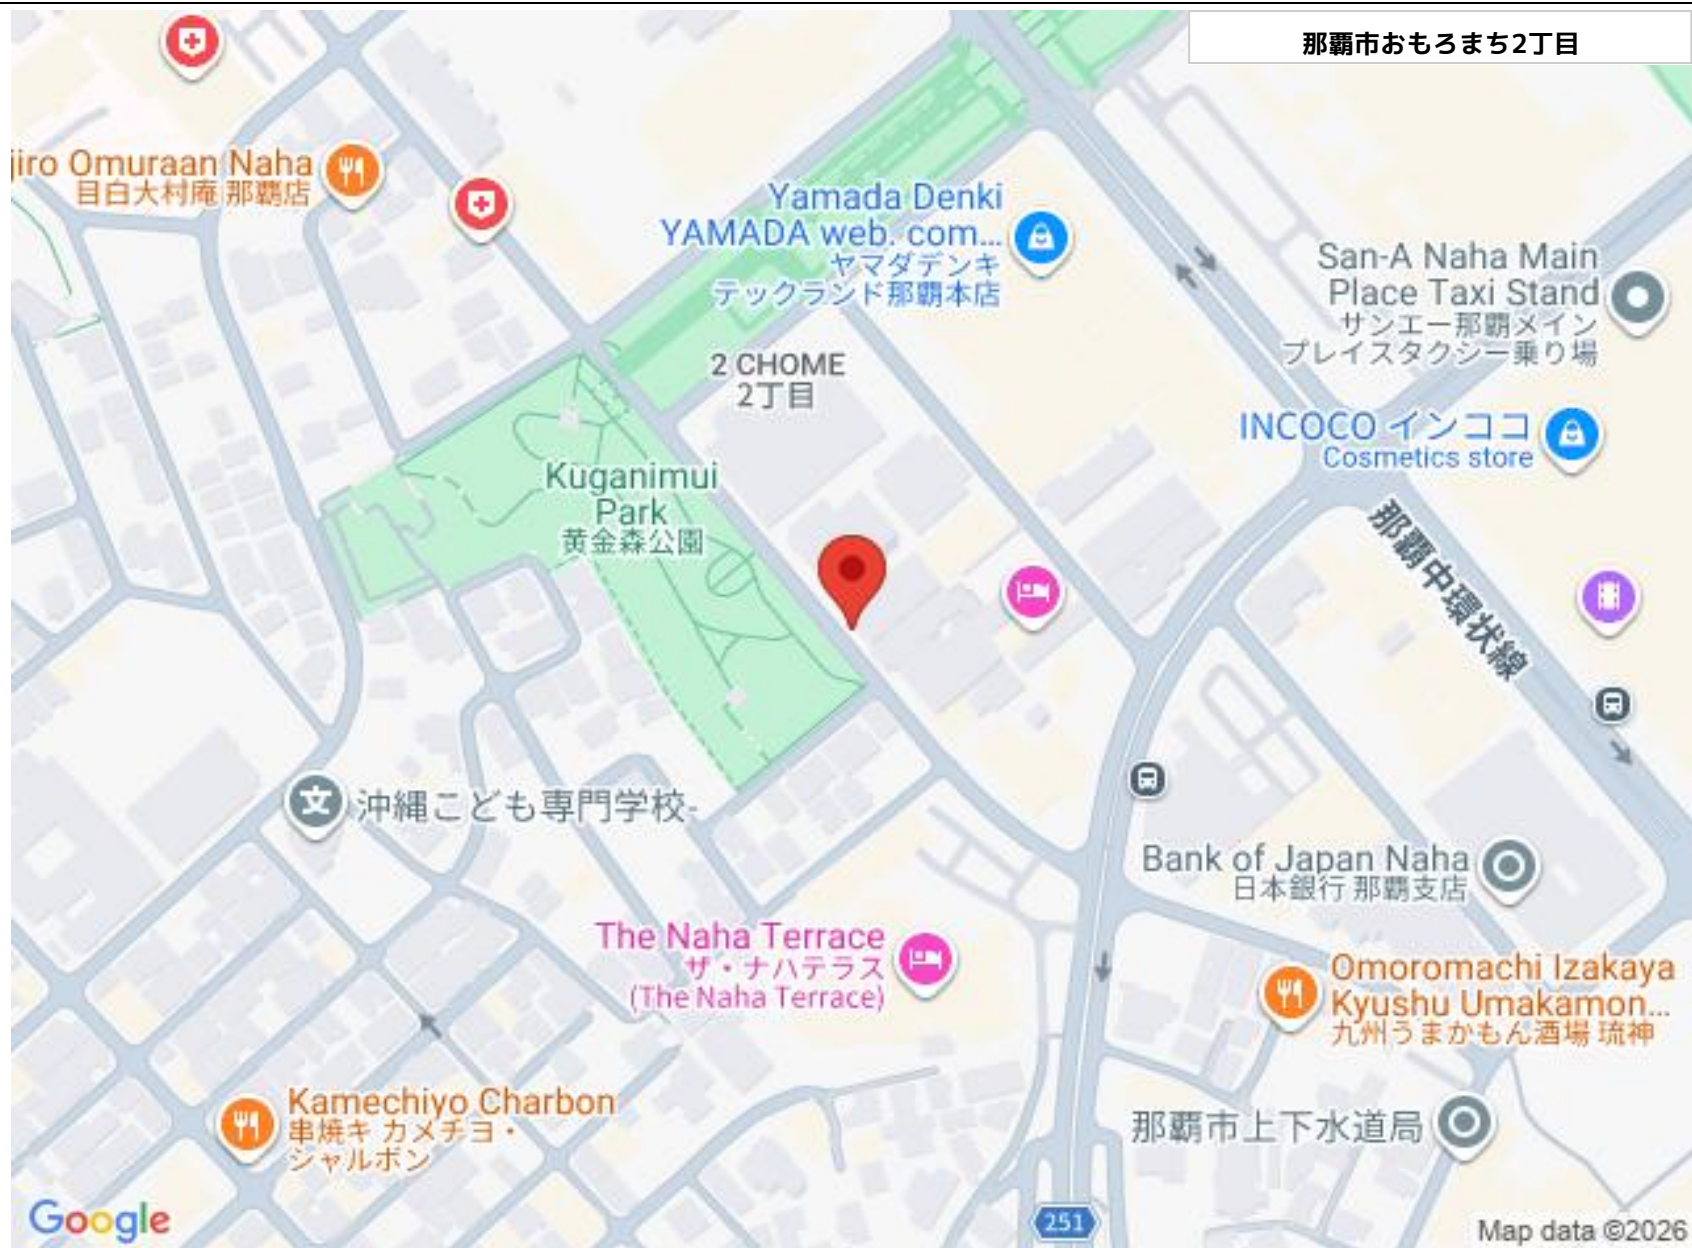 那覇市おもろまち2丁目
jiro Omuraan Naha
目白大村庵 那覇店
Yamada Denki
YAMADA web. com...
ヤマダデンキ
テックランド那覇本店
San-A Naha Main
Place Taxi Stand
サンエー那覇メイン
プレイスタクシー乗り場
2 CHOME
2丁目
INCOCO インココ
Cosmetics store
Kuganimui
Park
黄金森公園
那覇中環状線
沖縄こども専門学校-
Bank of Japan Naha
日本銀行 那覇支店
The Naha Terrace
ザ・ナハテラス
(The Naha Terrace)
Omoromachi Izakaya
Kyushu Umakamon...
九州うまかもん酒場 琉神
Kamechiyo Charbon
串焼キ カメチヨ・
シャルボン
那覇市上下水道局
文
251
Google
Map data ©2026